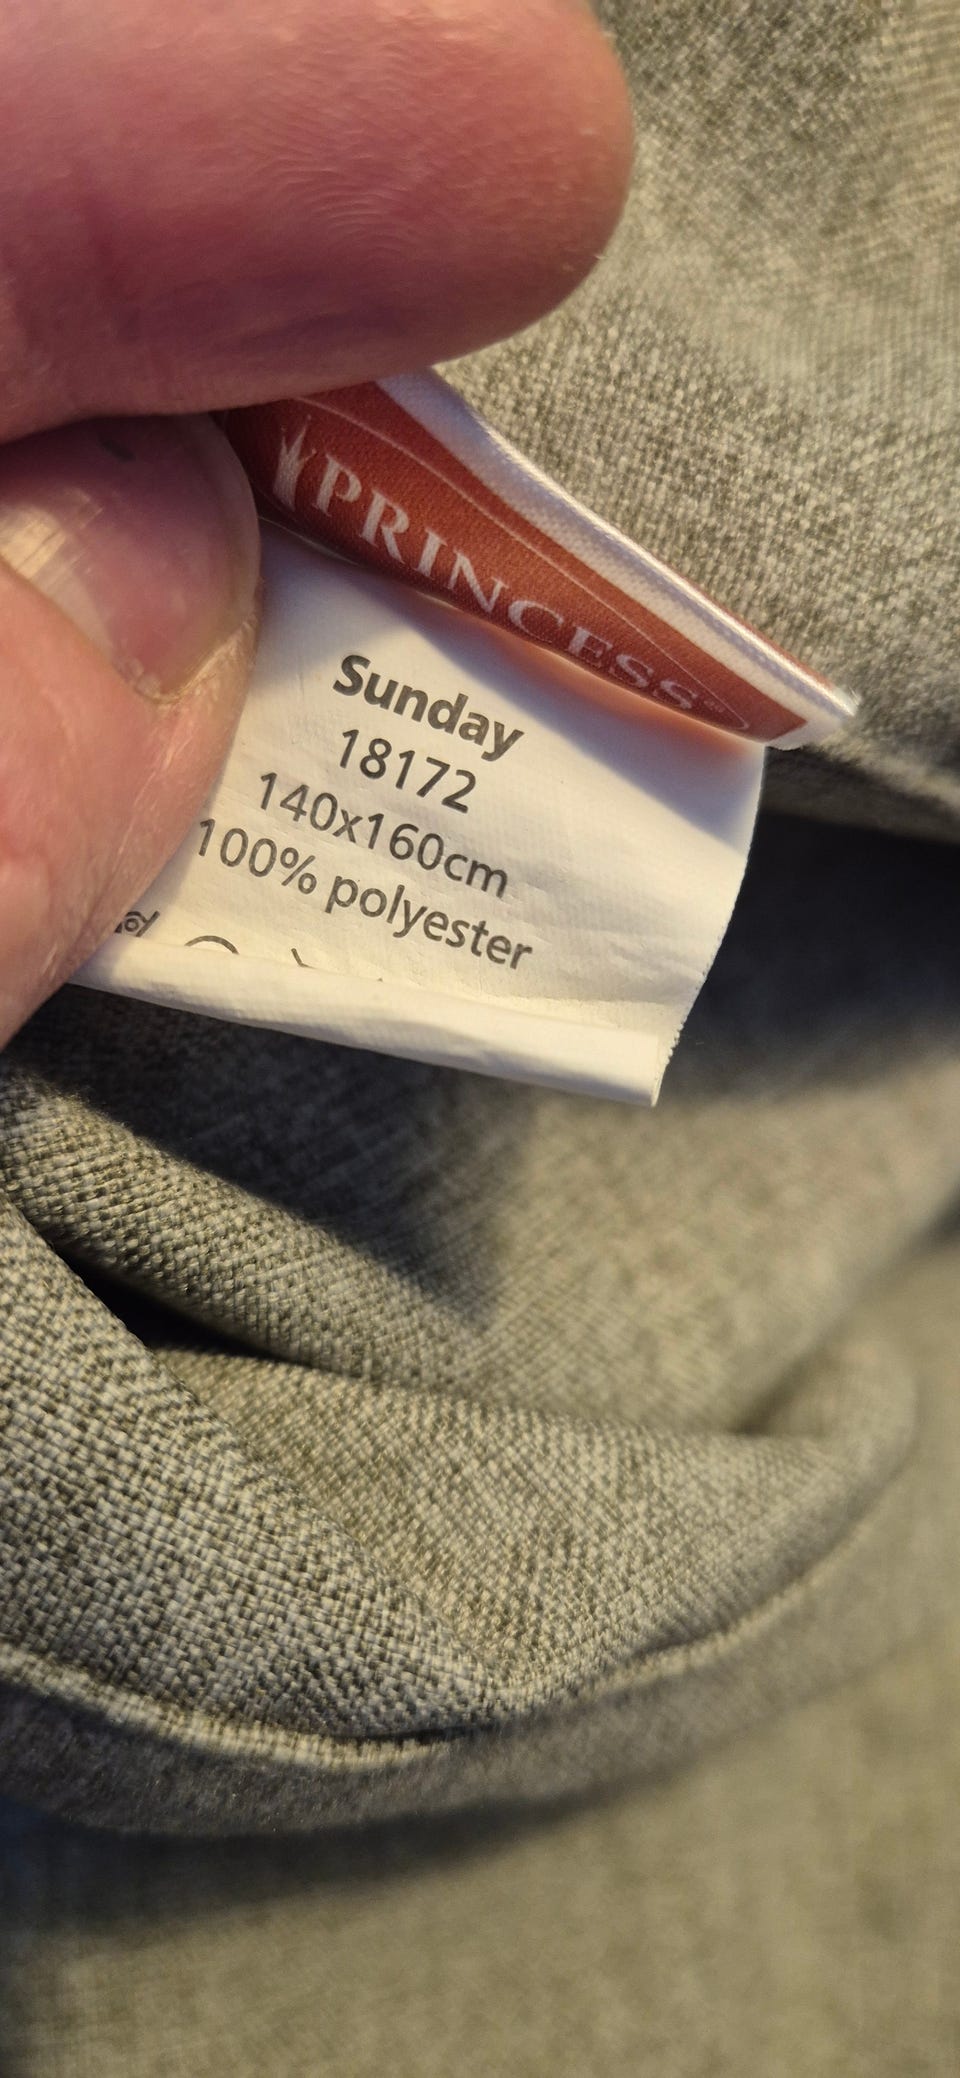 PRINCESS
Sunday
18172
140x160cm
100% polyester